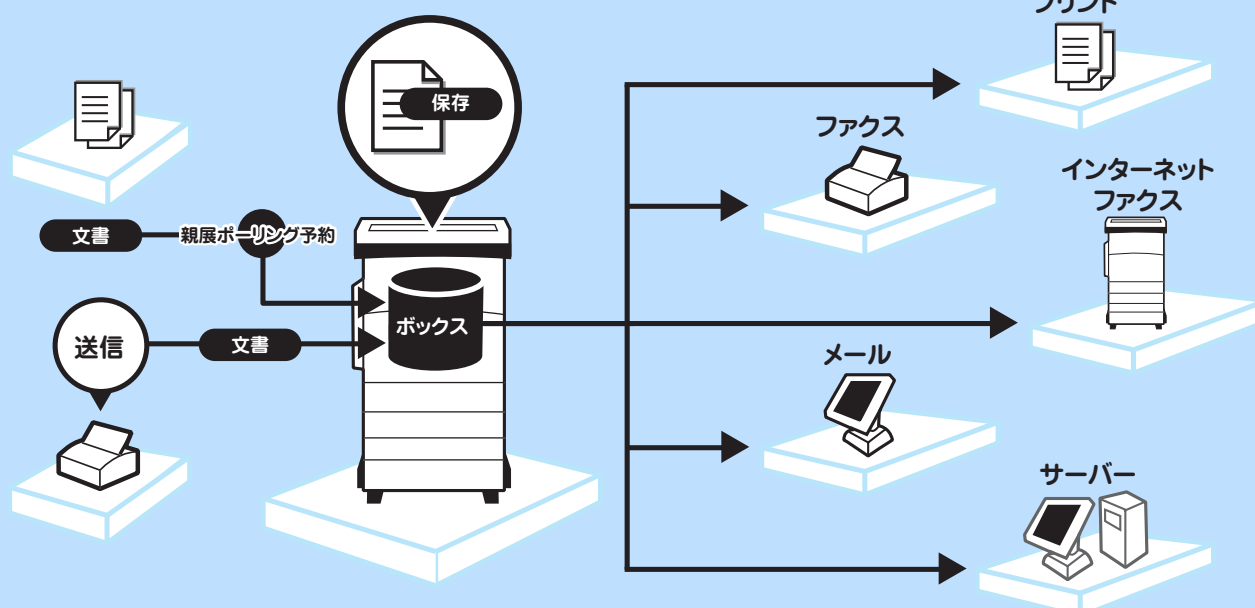 プリント
保存
ファクス
インターネット
ファクス
文書
親展ポーリング予約
ボックス
送信
文書
メール
サーバー